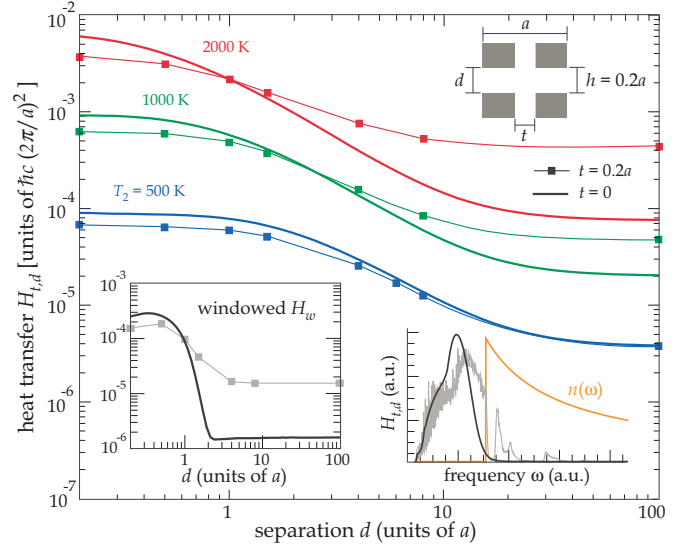 heat transfer H_{t,d} [units of ℏc (2π/a)^2]
10^{-2}
10^{-3}
10^{-4}
10^{-5}
10^{-6}
10^{-7}
2000 K
1000 K
T_2 = 500 K
a
d
h = 0.2a
t
t = 0.2a
t = 0
windowed H_w
10^{-3}
10^{-4}
10^{-5}
10^{-6}
1
10
100
d (units of a)
H_{t,d} (a.u.)
n(ω)
frequency ω (a.u.)
1
10
100
separation d (units of a)